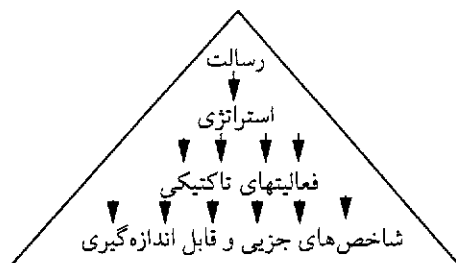 رسالت
استراتژی
فعالیتهای تاکتیکی
شاخص‌های جزیی و قابل اندازه‌گیری